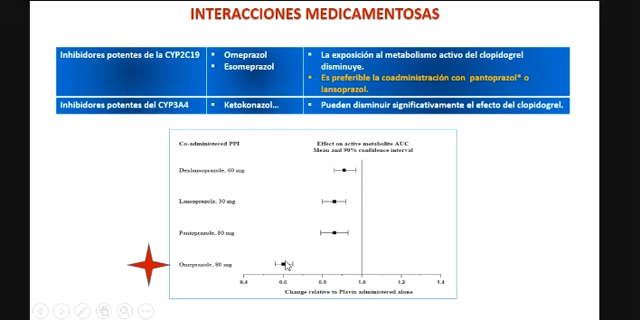 INTERACCIONES MEDICAMENTOSAS
Inhibidores potentes de la CYP2C19
• Omeprazol
• Esomeprazol
• La exposición al metabolismo activo del clopidogrel
disminuye.
• Es preferible la coadministración con pantoprazol* o
lansoprazol.
Inhibidores potentes del CYP3A4
• Ketokonazol...
• Pueden disminuir significativamente el efecto del clopidogrel.
Co-administered PPI
Effect on active metabolite AUC
Mean and 90% confidence interval
Dexlansoprazole, 60 mg
Lansoprazole, 30 mg
Pantoprazole, 80 mg
Omeprazole, 80 mg
0.4 0.6 0.8 1.0 1.2 1.4
Change relative to Plavix administered alone